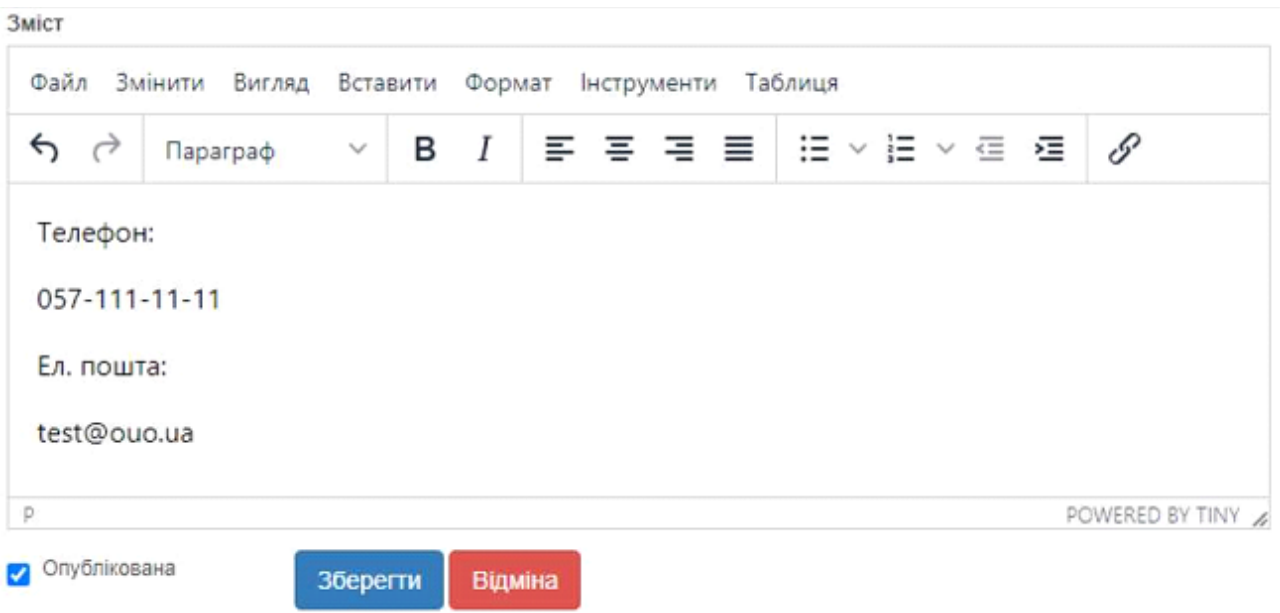 Зміст
Файл Змінити Вигляд Вставити Формат Інструменти Таблиця
Параграф B I
Телефон:
057-111-11-11
Ел. пошта:
test@ouo.ua
P POWERED BY TINY
Опублікована Зберегти Відміна